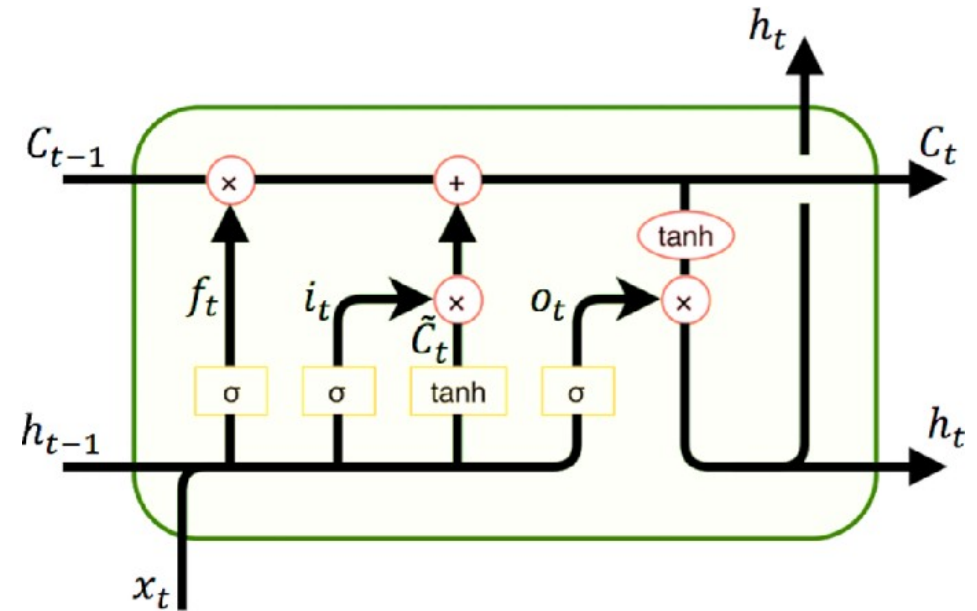 h_t
C_{t-1}
C_t
×
+
tanh
f_t
i_t
×
o_t
×
C̃_t
σ
σ
tanh
σ
h_{t-1}
h_t
x_t